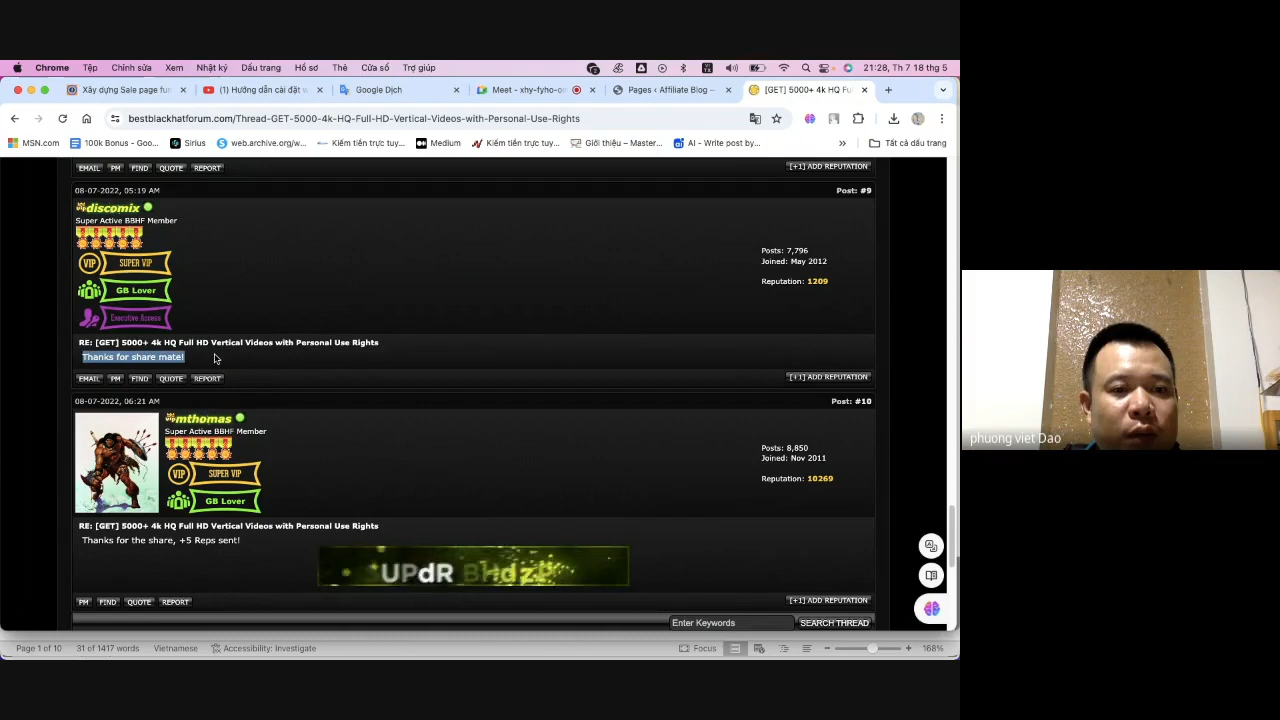 Chrome Tệp Chỉnh sửa Xem Nhật ký Dấu trang Hồ sơ Thẻ Cửa sổ Trợ giúp 21:28, Th 7 18 thg 5
Xây dựng Sale page fun (1) Hướng dẫn cài đặt w Google Dịch Meet - xhy-fyho-on Pages ‹ Affiliate Blog — [GET] 5000+ 4k HQ Ful
bestblackhatforum.com/Thread-GET-5000-4k-HQ-Full-HD-Vertical-Videos-with-Personal-Use-Rights
MSN.com 100k Bonus - Goo... Sirius web.archive.org/w... Kiếm tiền trực tuy... Medium Kiếm tiền trực tuy... Giới thiệu – Master... AI - Write post by... Tất cả dấu trang
EMAIL PM FIND QUOTE REPORT [+1] ADD REPUTATION
08-07-2022, 05:19 AM Post: #9
discomix
Super Active BBHF Member
VIP SUPER VIP
GB Lover
Executive Access
Posts: 7,796
Joined: May 2012
Reputation: 1209
RE: [GET] 5000+ 4k HQ Full HD Vertical Videos with Personal Use Rights
Thanks for share mate!
EMAIL PM FIND QUOTE REPORT [+1] ADD REPUTATION
08-07-2022, 06:21 AM Post: #10
mthomas
Super Active BBHF Member
VIP SUPER VIP
GB Lover
Posts: 8,850
Joined: Nov 2011
Reputation: 10269
RE: [GET] 5000+ 4k HQ Full HD Vertical Videos with Personal Use Rights
Thanks for the share, +5 Reps sent!
PM FIND QUOTE REPORT [+1] ADD REPUTATION
Enter Keywords SEARCH THREAD
Page 1 of 10 31 of 1417 words Vietnamese Accessibility: Investigate Focus 168%
phuong viet Dao